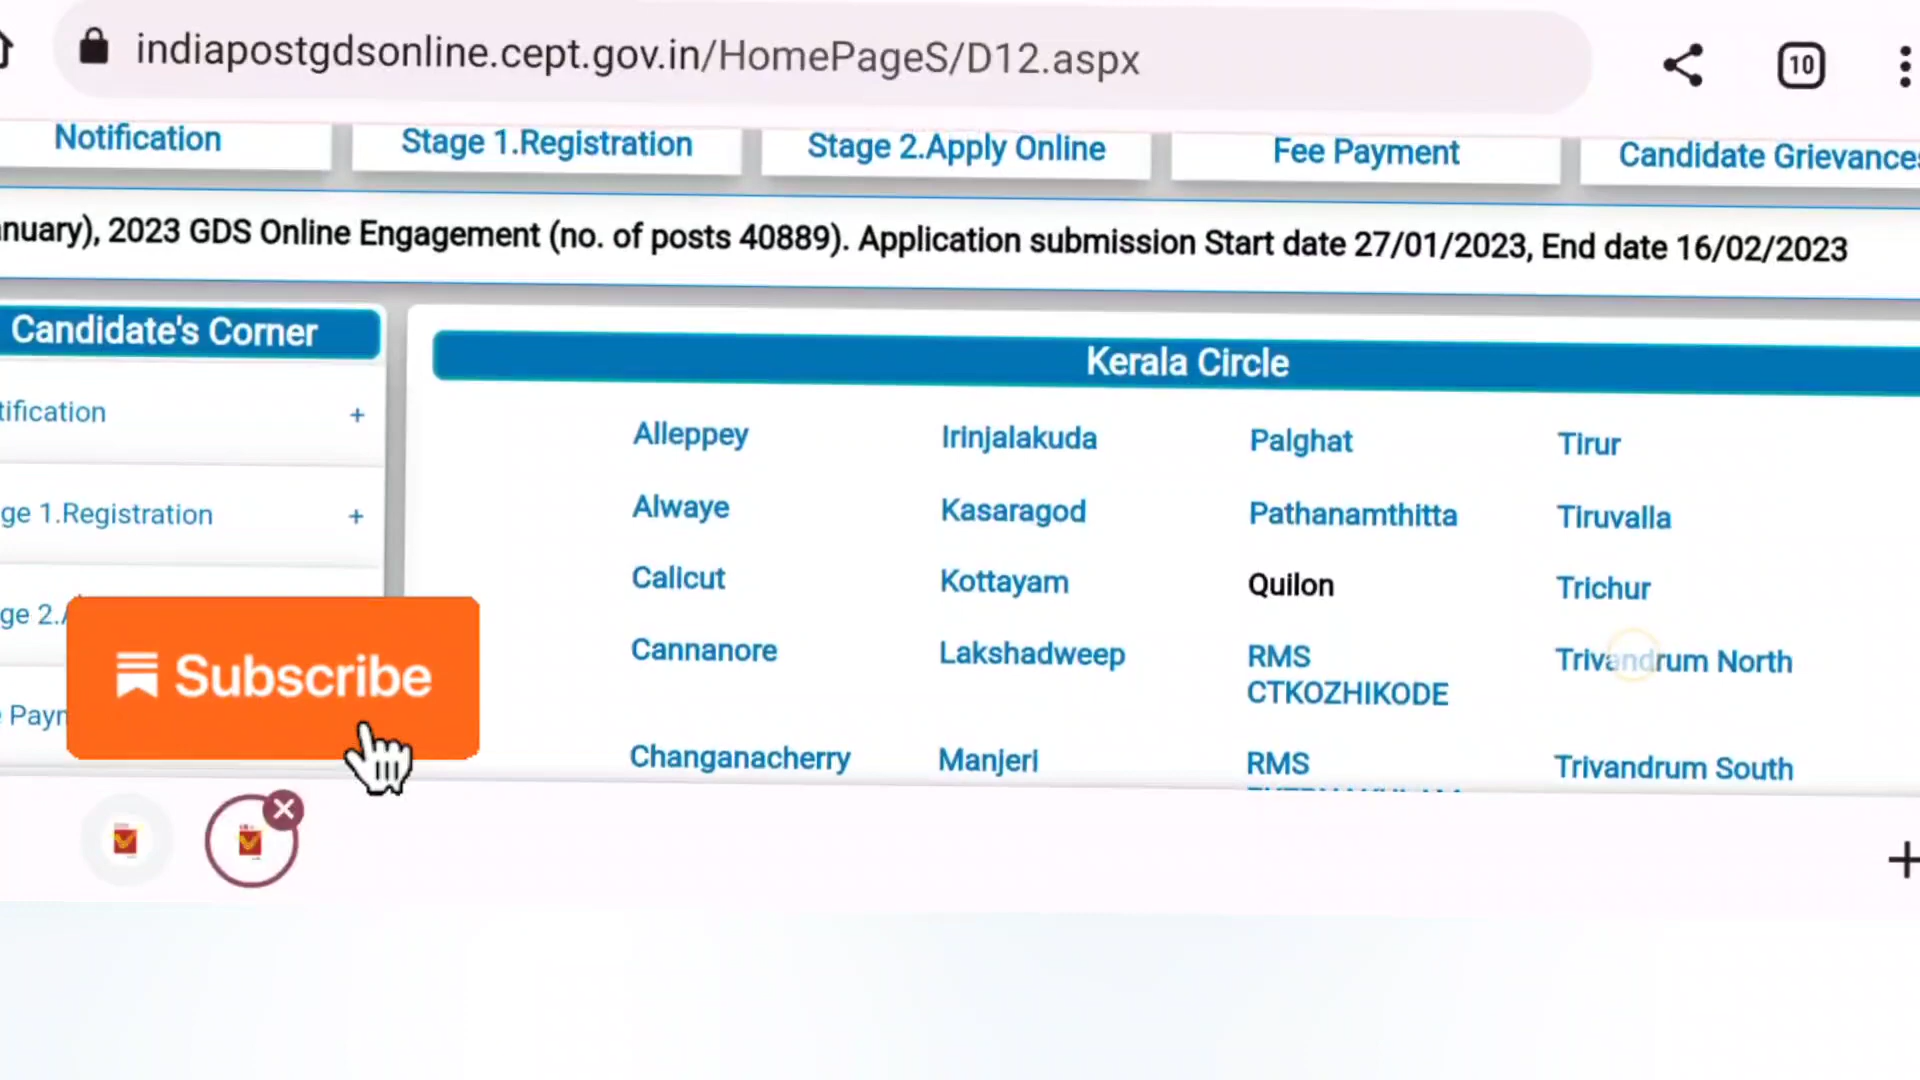 indiapostgdsonline.cept.gov.in/HomePageS/D12.aspx
10
Notification
Stage 1.Registration
Stage 2.Apply Online
Fee Payment
Candidate Grievances
nuary), 2023 GDS Online Engagement (no. of posts 40889). Application submission Start date 27/01/2023, End date 16/02/2023
Candidate's Corner
tification +
ge 1.Registration +
ge 2.
Payn
Subscribe
Kerala Circle
Alleppey Irinjalakuda Palghat Tirur
Alwaye Kasaragod Pathanamthitta Tiruvalla
Calicut Kottayam Quilon Trichur
Cannanore Lakshadweep RMS CTKOZHIKODE Trivandrum North
Changanacherry Manjeri RMS Trivandrum South